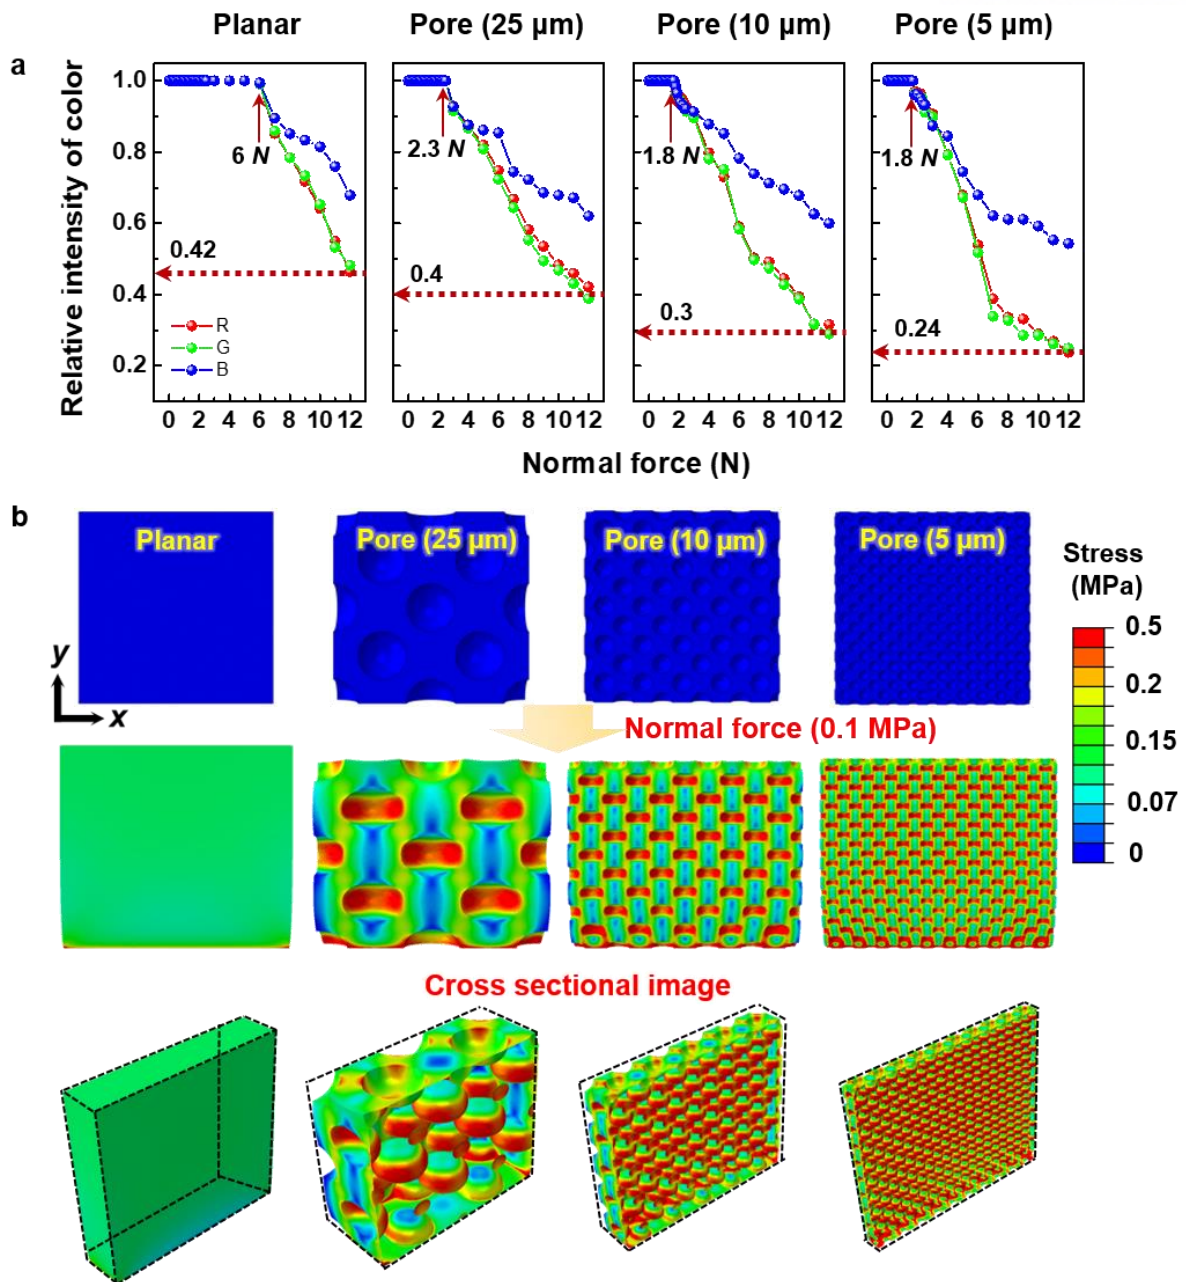 Planar
Pore (25 µm)
Pore (10 µm)
Pore (5 µm)
a
Relative intensity of color
1.0
0.8
0.6
0.4
0.2
6 N
0.42
R
G
B
0 2 4 6 8 10 12
2.3 N
0.4
0 2 4 6 8 10 12
1.8 N
0.3
0 2 4 6 8 10 12
1.8 N
0.24
0 2 4 6 8 10 12
Normal force (N)
b
Planar
Pore (25 µm)
Pore (10 µm)
Pore (5 µm)
Stress
(MPa)
0.5
0.2
0.15
0.07
0
y
x
Normal force (0.1 MPa)
Cross sectional image